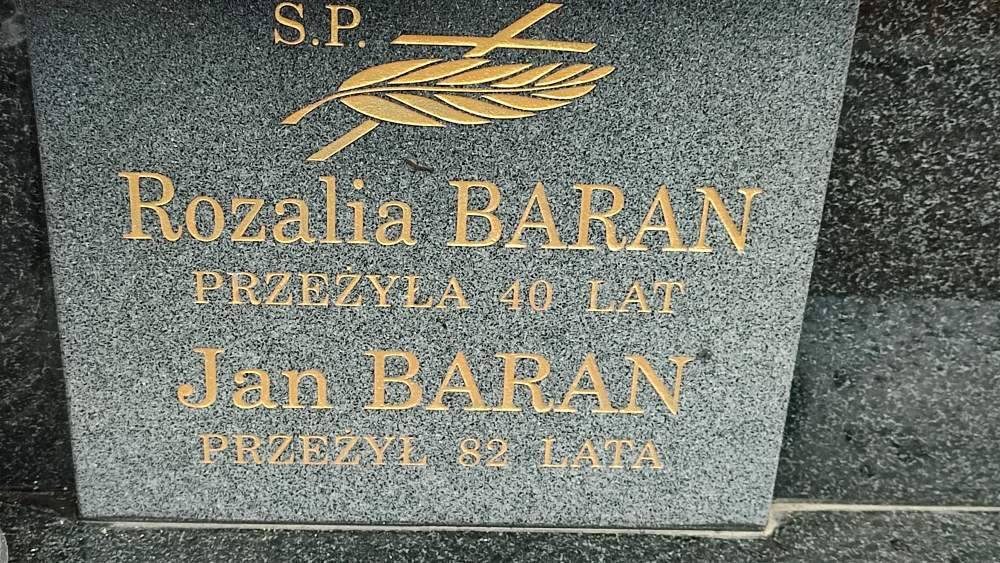 S.P.
Rozalia BARAN
PRZEŻYŁA 40 LAT
Jan BARAN
PRZEŻYŁ 82 LATA